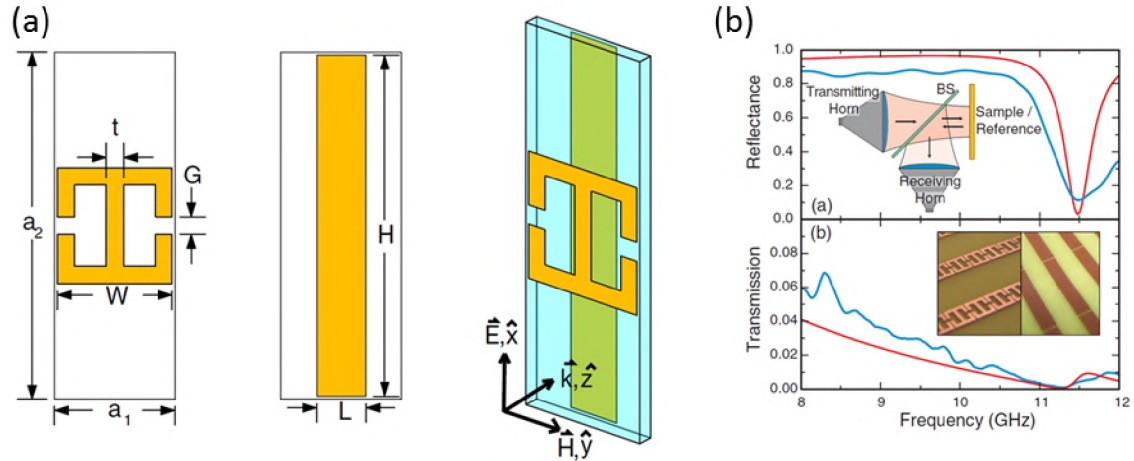 (a)
t
G
a2
W
a1
H
L
E⃗,x̂
k⃗,ẑ
H⃗,ŷ
(b)
1.0
0.8
0.6
0.4
0.2
0.0
Reflectance
Transmitting
Horn
BS
Sample /
Reference
Receiving
Horn
(a)
(b)
0.08
0.06
0.04
0.02
0.00
Transmission
8 9 10 11 12
Frequency (GHz)